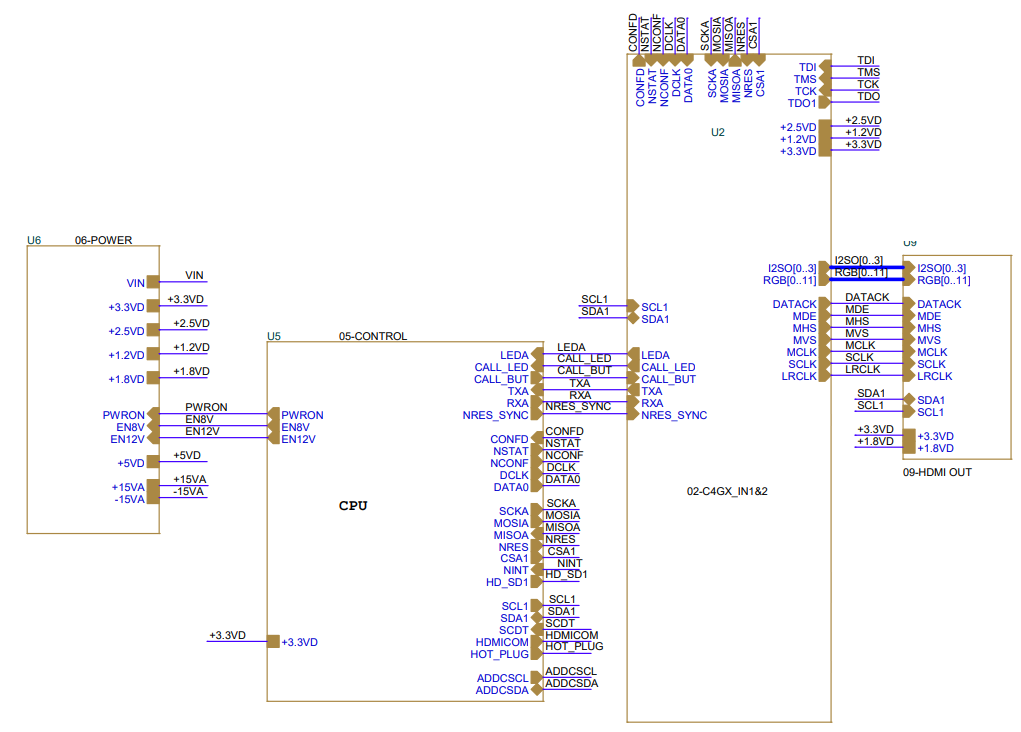 CONFD
NSTAT
NCONF
DCLK
DATA0
SCKA
MOSIA
MISOA
NRES
CSA1
CONFD
NSTAT
NCONF
DCLK
DATA0
SCKA
MOSIA
MISOA
NRES
CSA1
U2
TDI TDI
TMS TMS
TCK TCK
TDO1 TDO
+2.5VD +2.5VD
+1.2VD +1.2VD
+3.3VD +3.3VD
U6 06-POWER
VIN VIN
+3.3VD +3.3VD
+2.5VD +2.5VD
+1.2VD +1.2VD
+1.8VD +1.8VD
PWRON PWRON
EN8V EN8V
EN12V EN12V
+5VD +5VD
+15VA +15VA
-15VA -15VA
U5 05-CONTROL
PWRON
EN8V
EN12V
CPU
+3.3VD +3.3VD
LEDA LEDA
CALL_LED CALL_LED
CALL_BUT CALL_BUT
TXA TXA
RXA RXA
NRES_SYNC NRES_SYNC
CONFD CONFD
NSTAT NSTAT
NCONF NCONF
DCLK DCLK
DATA0 DATA0
SCKA SCKA
MOSIA MOSIA
MISOA MISOA
NRES NRES
CSA1 CSA1
NINT NINT
HD_SD1 HD_SD1
SCL1 SCL1
SDA1 SDA1
SCDT SCDT
HDMICOM HDMICOM
HOT_PLUG HOT_PLUG
ADDCSCL ADDCSCL
ADDCSDA ADDCSDA
SCL1 SCL1
SDA1 SDA1
LEDA
CALL_LED
CALL_BUT
TXA
RXA
NRES_SYNC
02-C4GX_IN1&2
U9
I2SO[0..3] I2SO[0..3] I2SO[0..3]
RGB[0..11] RGB[0..11] RGB[0..11]
DATACK DATACK DATACK
MDE MDE MDE
MHS MHS MHS
MVS MVS MVS
MCLK MCLK MCLK
SCLK SCLK SCLK
LRCLK LRCLK LRCLK
SDA1 SDA1
SCL1 SCL1
+3.3VD +3.3VD
+1.8VD +1.8VD
09-HDMI OUT